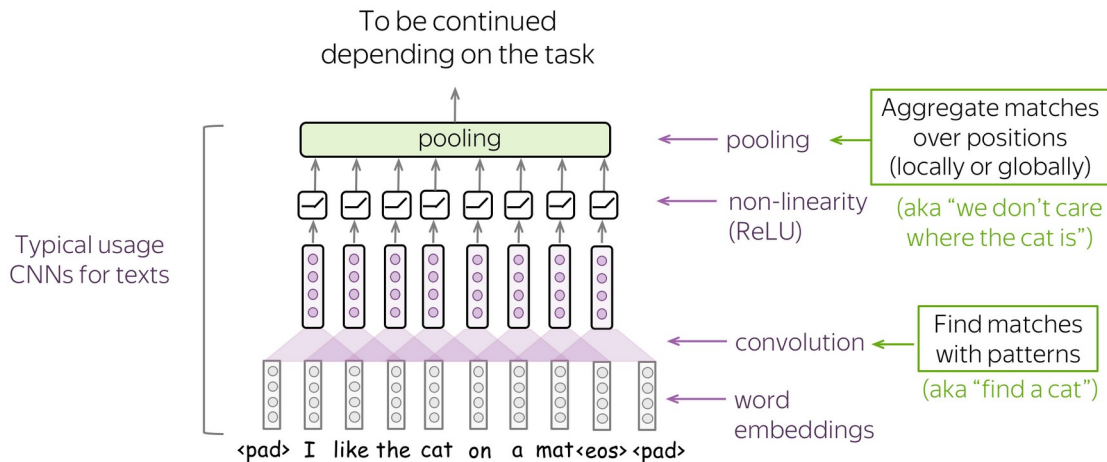 To be continued
depending on the task
pooling
Typical usage
CNNs for texts
pooling
Aggregate matches
over positions
(locally or globally)
non-linearity
(ReLU)
(aka “we don’t care
where the cat is”)
convolution
Find matches
with patterns
(aka “find a cat”)
word
embeddings
<pad> I like the cat on a mat <eos> <pad>